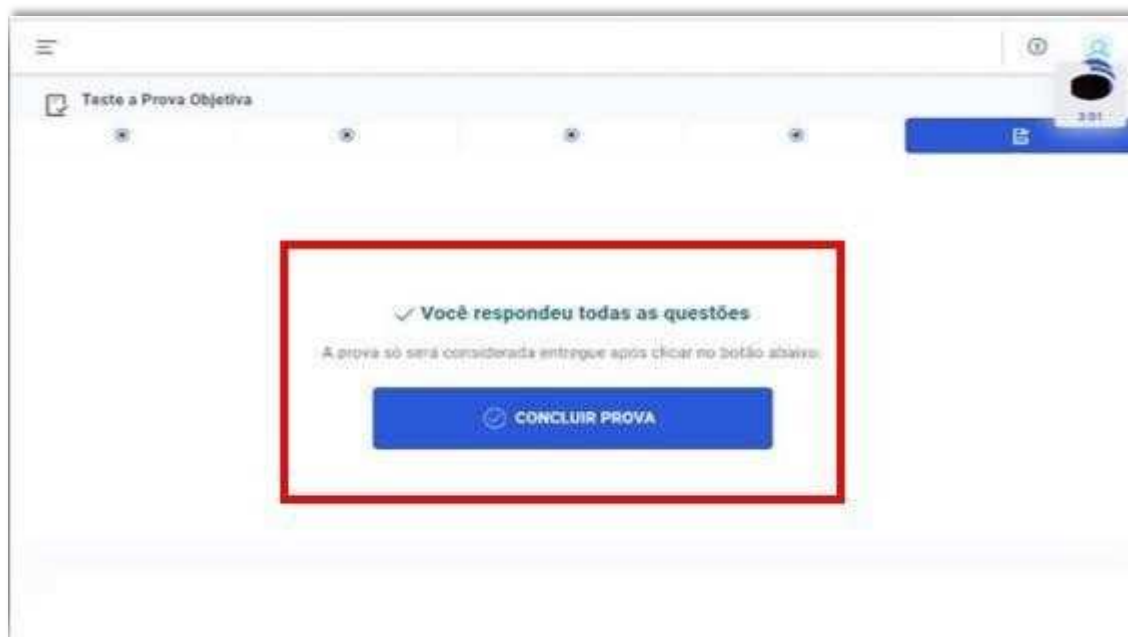 Teste a Prova Objetiva
Você respondeu todas as questões
A prova só será considerada entregue após clicar no botão abaixo.
CONCLUIR PROVA